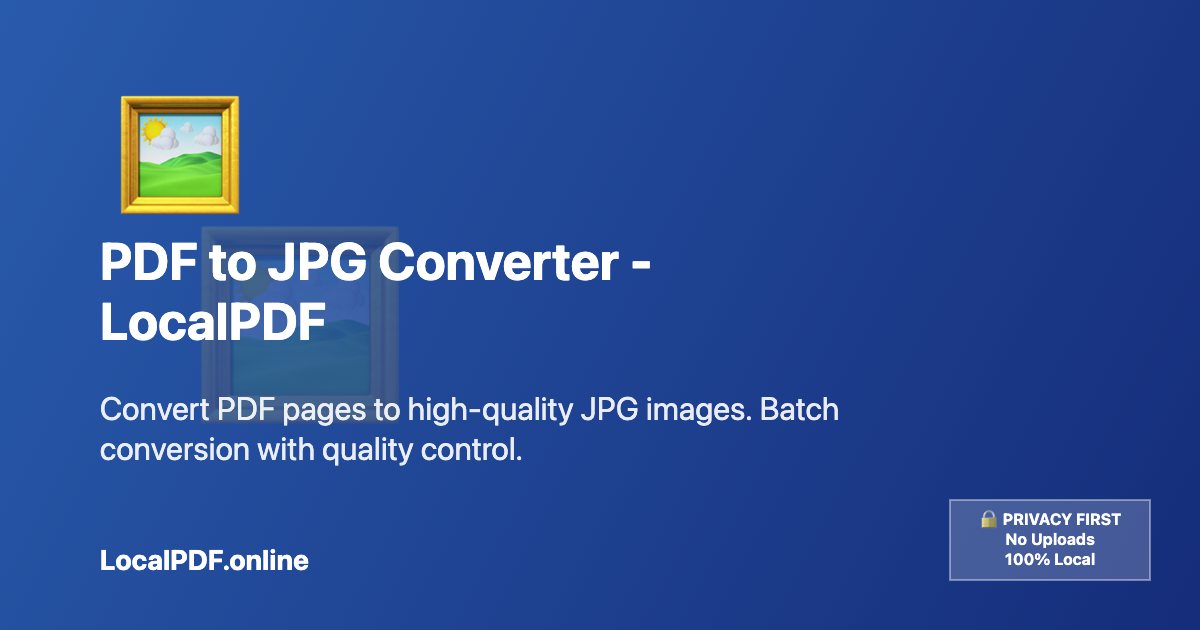 PDF to JPG Converter -
LocalPDF
Convert PDF pages to high-quality JPG images. Batch
conversion with quality control.
LocalPDF.online
🔒 PRIVACY FIRST
No Uploads
100% Local